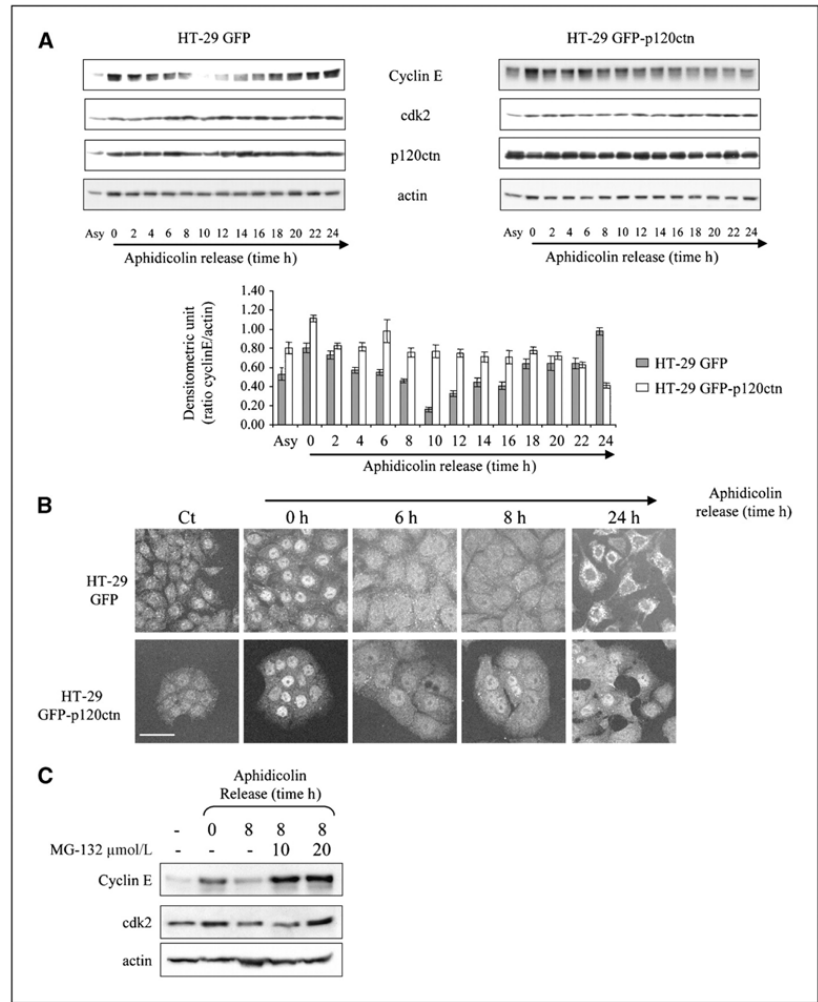 A
HT-29 GFP
HT-29 GFP-p120ctn
Cyclin E
cdk2
p120ctn
actin
Asy 0 2 4 6 8 10 12 14 16 18 20 22 24
Aphidicolin release (time h)
Asy 0 2 4 6 8 10 12 14 16 18 20 22 24
Aphidicolin release (time h)
Densitometric unit
(ratio cyclinE/actin)
1.40
1.20
1.00
0.80
0.60
0.40
0.20
0.00
Asy 0 2 4 6 8 10 12 14 16 18 20 22 24
Aphidicolin release (time h)
HT-29 GFP
HT-29 GFP-p120ctn
B
Aphidicolin
release (time h)
Ct 0 h 6 h 8 h 24 h
HT-29
GFP
HT-29
GFP-p120ctn
C
Aphidicolin
Release (time h)
- 0 8 8 8
MG-132 µmol/L - - - 10 20
Cyclin E
cdk2
actin